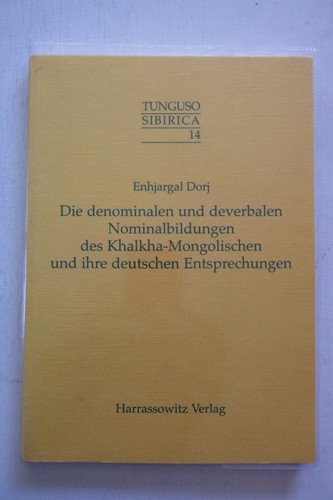 TUNGUSO
SIBIRICA
14
Enhjargal Dorj
Die denominalen und deverbalen
Nominalbildungen
des Khalkha-Mongolischen
und ihre deutschen Entsprechungen
Harrassowitz Verlag